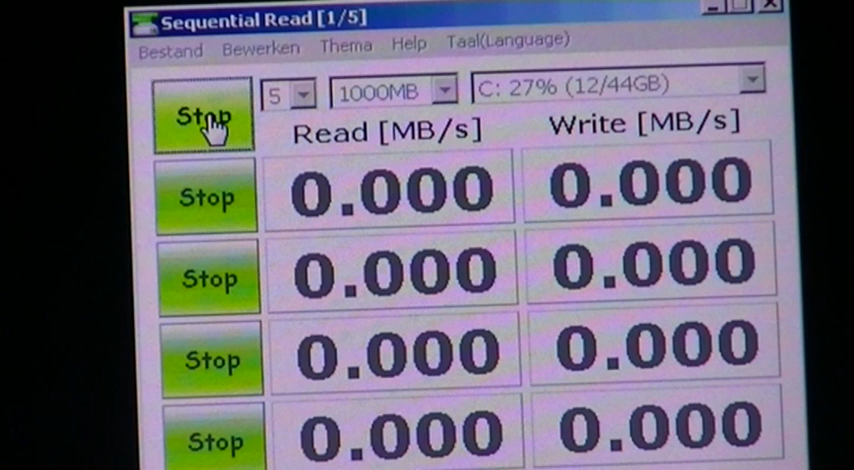 Sequential Read [1/5]
Bestand Bewerken Thema Help Taal(Language)
Stop 5 1000MB C: 27% (12/44GB)
Read [MB/s] Write [MB/s]
Stop 0.000 0.000
Stop 0.000 0.000
Stop 0.000 0.000
Stop 0.000 0.000